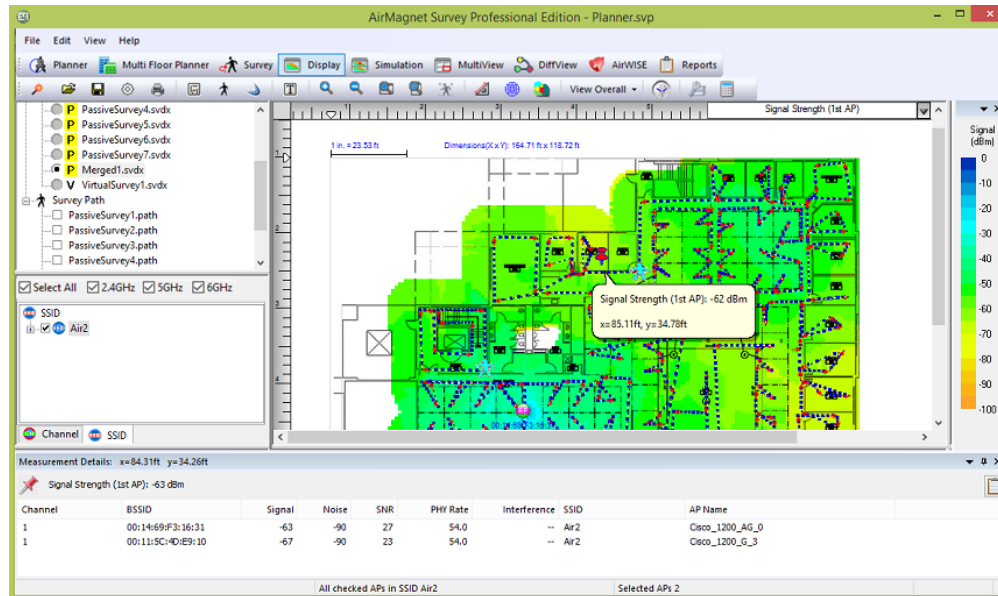 AirMagnet Survey Professional Edition - Planner.svp
File Edit View Help
Planner Multi Floor Planner Survey Display Simulation MultiView DiffView AirWISE Reports
View Overall
PassiveSurvey4.svdx
PassiveSurvey5.svdx
PassiveSurvey6.svdx
PassiveSurvey7.svdx
Merged1.svdx
VirtualSurvey1.svdx
Survey Path
PassiveSurvey1.path
PassiveSurvey2.path
PassiveSurvey3.path
PassiveSurvey4.path
Select All 2.4GHz 5GHz 6GHz
SSID
Air2
Channel SSID
Signal Strength (1st AP)
1 in. = 23.53 ft Dimensions(X x Y): 164.71 ft x 118.72 ft
Signal Strength (1st AP): -62 dBm
x=85.11ft, y=34.78ft
Signal
(dBm)
0
-10
-20
-30
-40
-50
-60
-70
-80
-90
-100
Measurement Details: x=84.31ft y=34.26ft
Signal Strength (1st AP): -63 dBm
Channel BSSID Signal Noise SNR PHY Rate Interference SSID AP Name
1 00:14:69:F3:16:31 -63 -90 27 54.0 -- Air2 Cisco_1200_AG_0
1 00:11:5C:4D:E9:10 -67 -90 23 54.0 -- Air2 Cisco_1200_G_3
All checked APs in SSID Air2 Selected APs 2